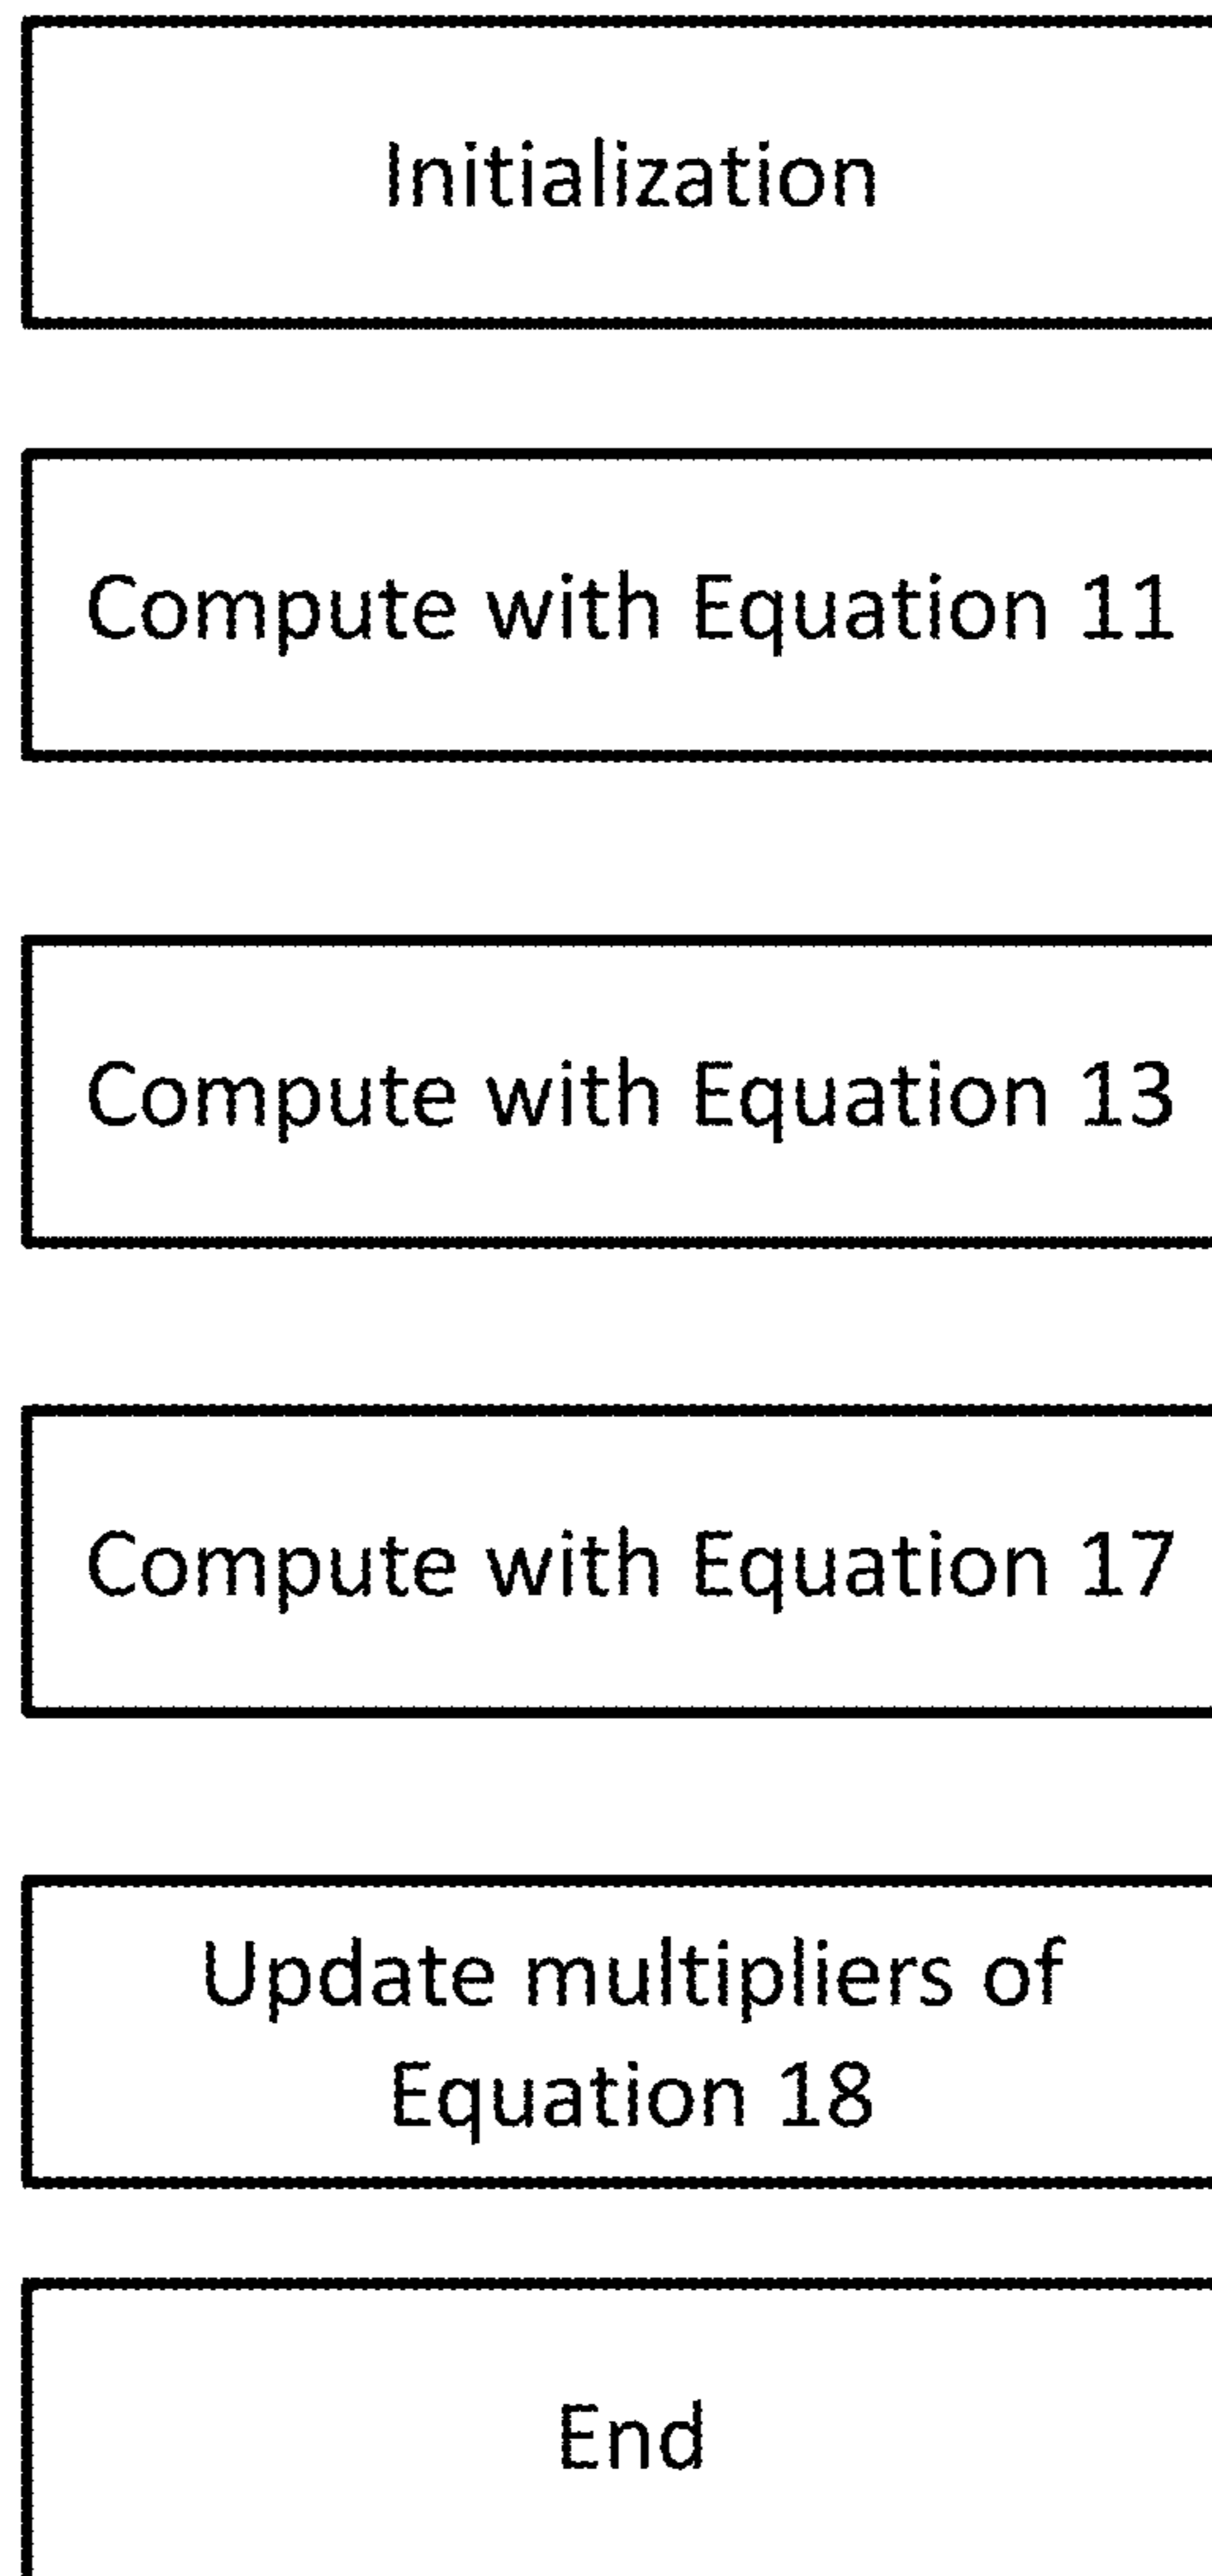 Initialization
Compute with Equation 11
Compute with Equation 13
Compute with Equation 17
Update multipliers of
Equation 18
End